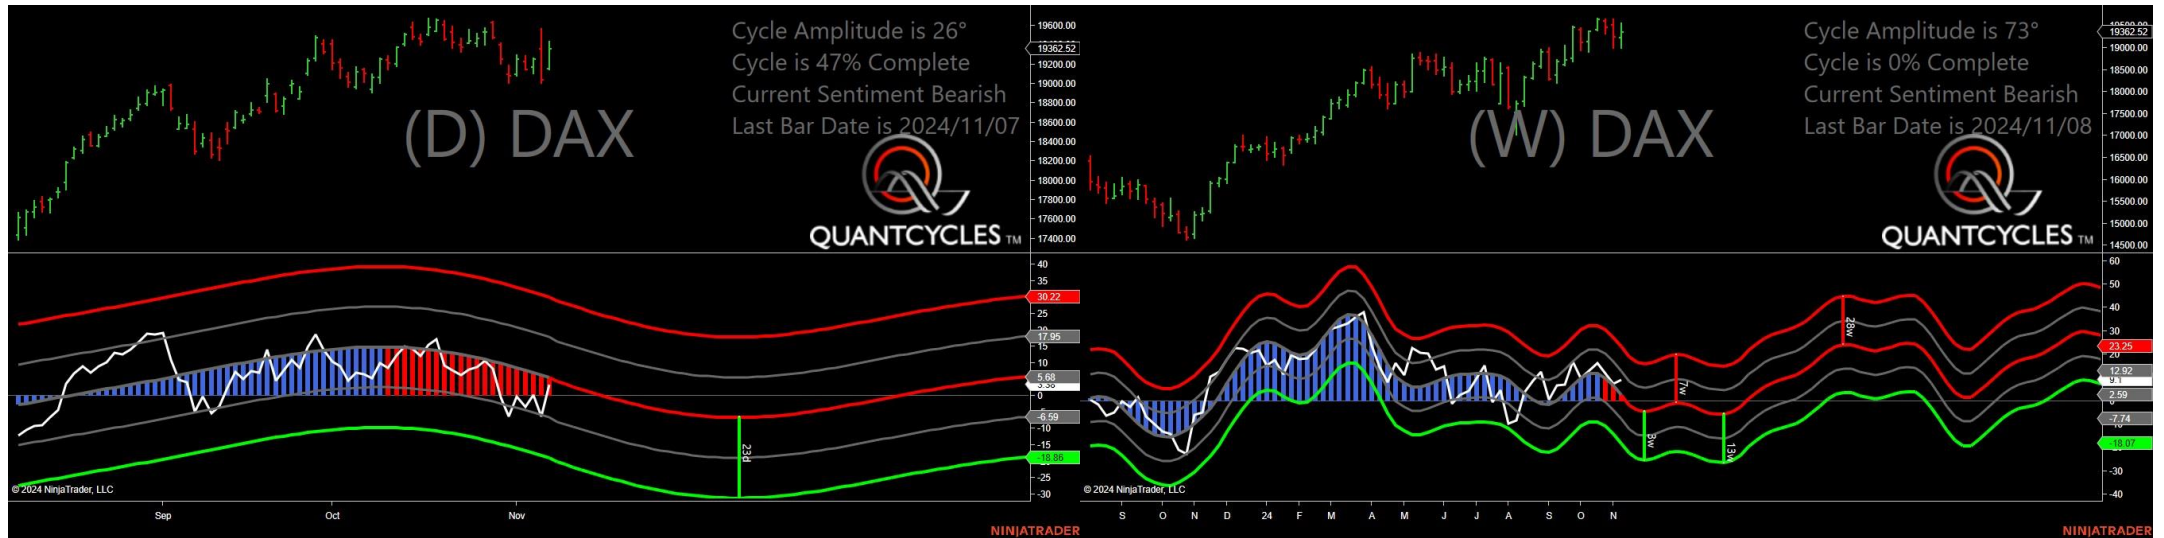 Cycle Amplitude is 26°
Cycle is 47% Complete
Current Sentiment Bearish
Last Bar Date is 2024/11/07
(D) DAX
QUANTCYCLES TM
19600.00
19362.52
19200.00
19000.00
18800.00
18600.00
18400.00
18200.00
18000.00
17800.00
17600.00
17400.00
40
35
30.22
25
17.95
15
10
5.68
0
-6.59
-10
-15
-18.86
-25
-30
23d
© 2024 NinjaTrader, LLC
Sep
Oct
Nov
NINJATRADER
Cycle Amplitude is 73°
Cycle is 0% Complete
Current Sentiment Bearish
Last Bar Date is 2024/11/08
(W) DAX
QUANTCYCLES TM
19362.52
19000.00
18500.00
18000.00
17500.00
17000.00
16500.00
16000.00
15500.00
15000.00
14500.00
60
50
40
30
23.25
12.92
9.1
2.59
-7.74
-18.07
-30
-40
8w
7w
13w
28w
© 2024 NinjaTrader, LLC
S O N D 24 F M A M J J A S O N
NINJATRADER